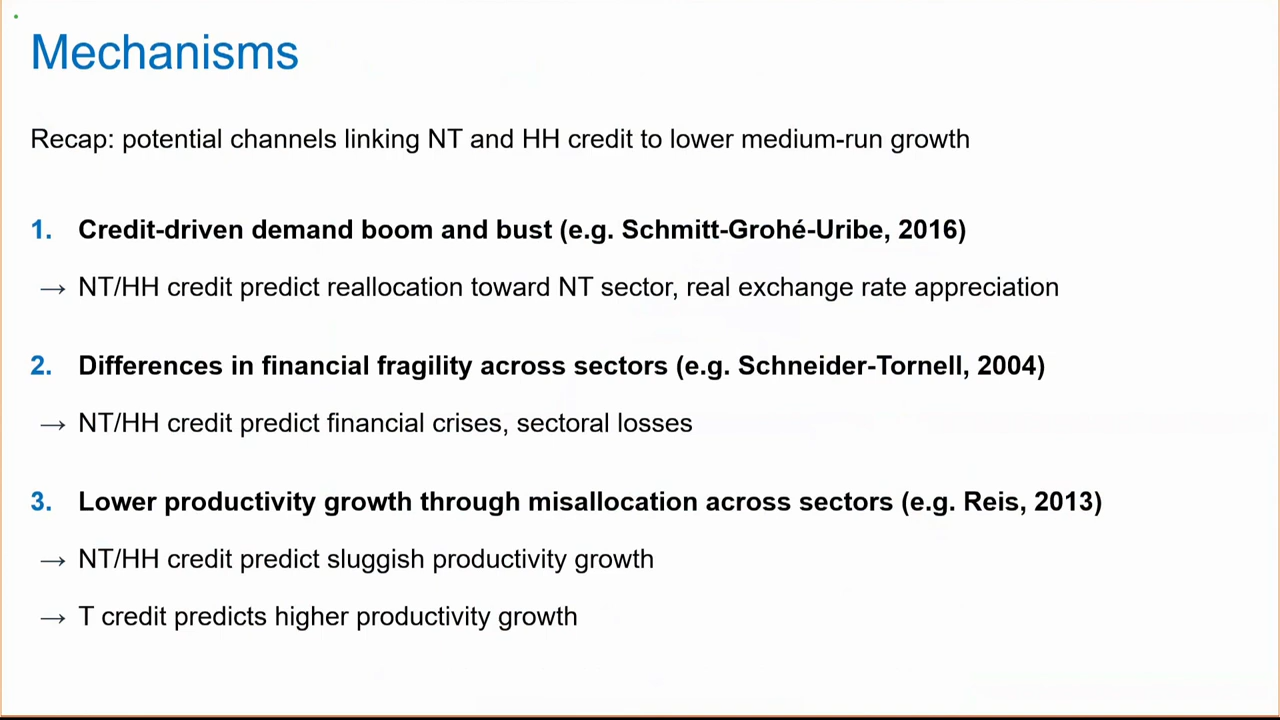 Mechanisms
Recap: potential channels linking NT and HH credit to lower medium-run growth
1. Credit-driven demand boom and bust (e.g. Schmitt-Grohé-Uribe, 2016)
→ NT/HH credit predict reallocation toward NT sector, real exchange rate appreciation
2. Differences in financial fragility across sectors (e.g. Schneider-Tornell, 2004)
→ NT/HH credit predict financial crises, sectoral losses
3. Lower productivity growth through misallocation across sectors (e.g. Reis, 2013)
→ NT/HH credit predict sluggish productivity growth
→ T credit predicts higher productivity growth